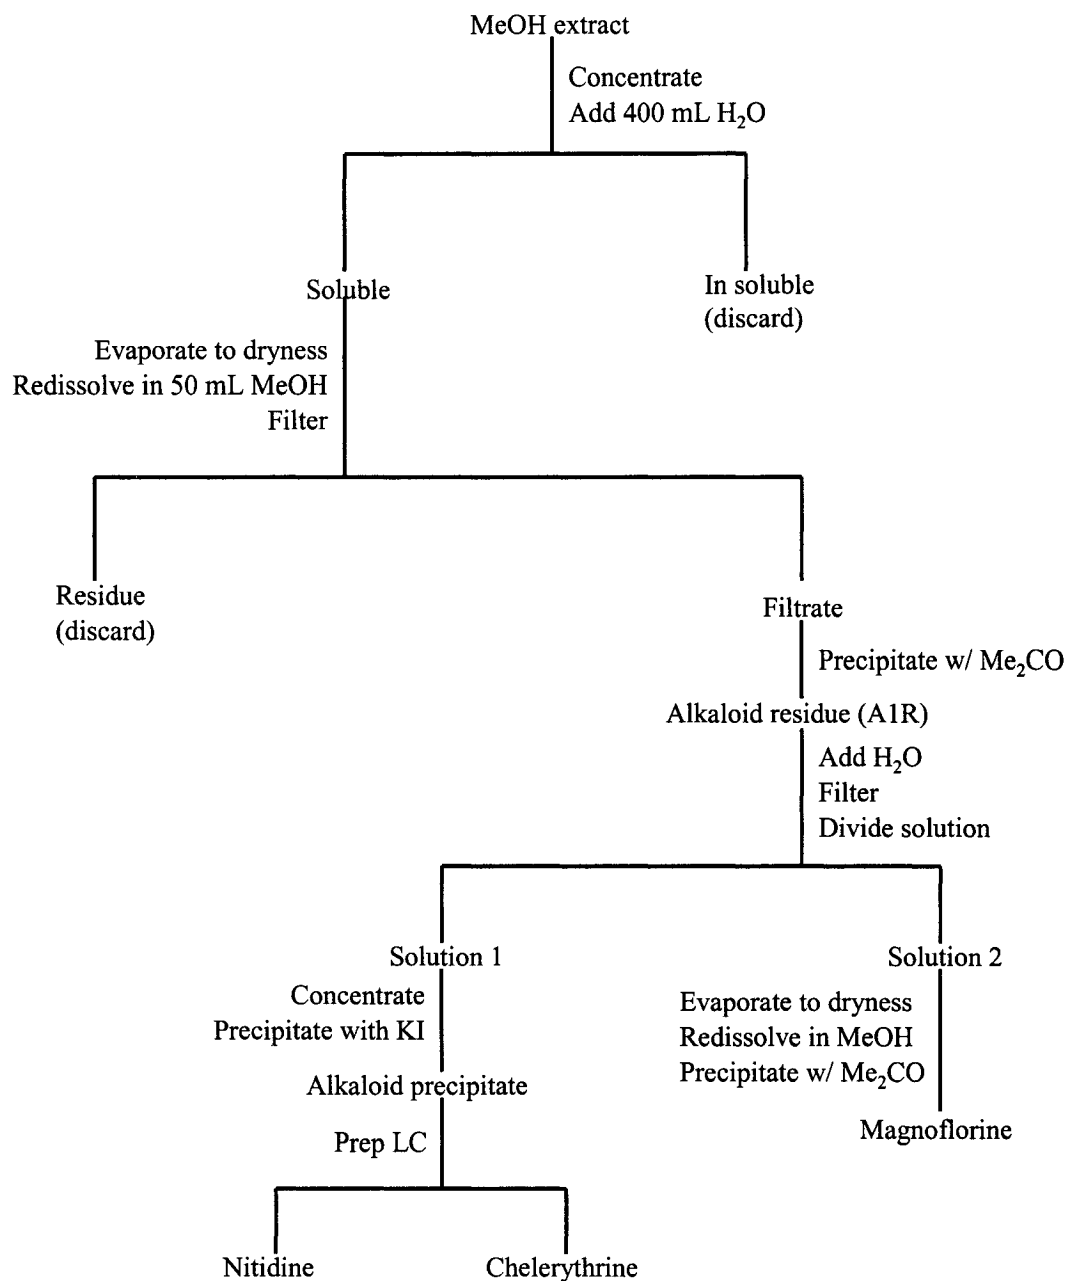 MeOH extract
Concentrate
Add 400 mL H₂O
Soluble
In soluble
(discard)
Evaporate to dryness
Redissolve in 50 mL MeOH
Filter
Residue
(discard)
Filtrate
Precipitate w/ Me₂CO
Alkaloid residue (A1R)
Add H₂O
Filter
Divide solution
Solution 1
Concentrate
Precipitate with KI
Alkaloid precipitate
Prep LC
Nitidine
Chelerythrine
Solution 2
Evaporate to dryness
Redissolve in MeOH
Precipitate w/ Me₂CO
Magnoflorine